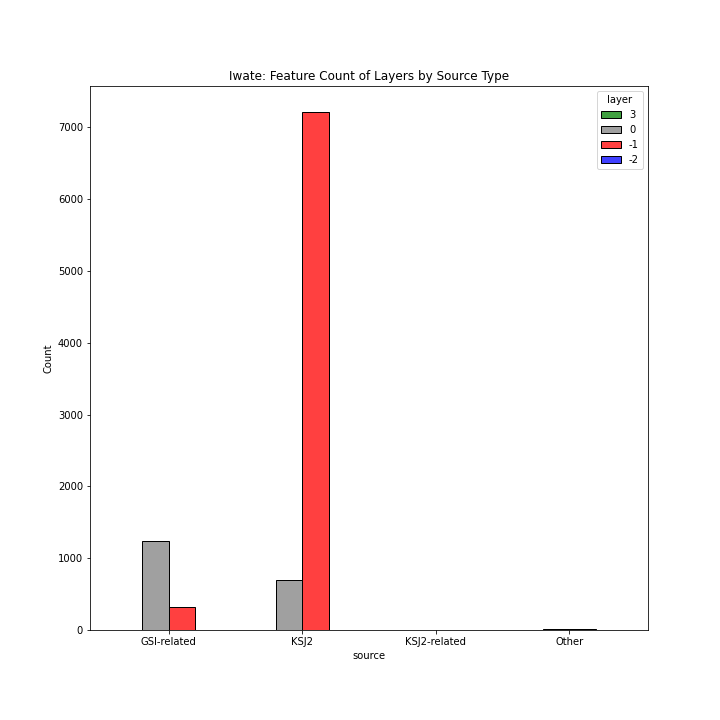 Iwate: Feature Count of Layers by Source Type
layer
3
0
-1
-2
7000
6000
5000
4000
3000
2000
1000
0
Count
GSI-related KSJ2 KSJ2-related Other
source